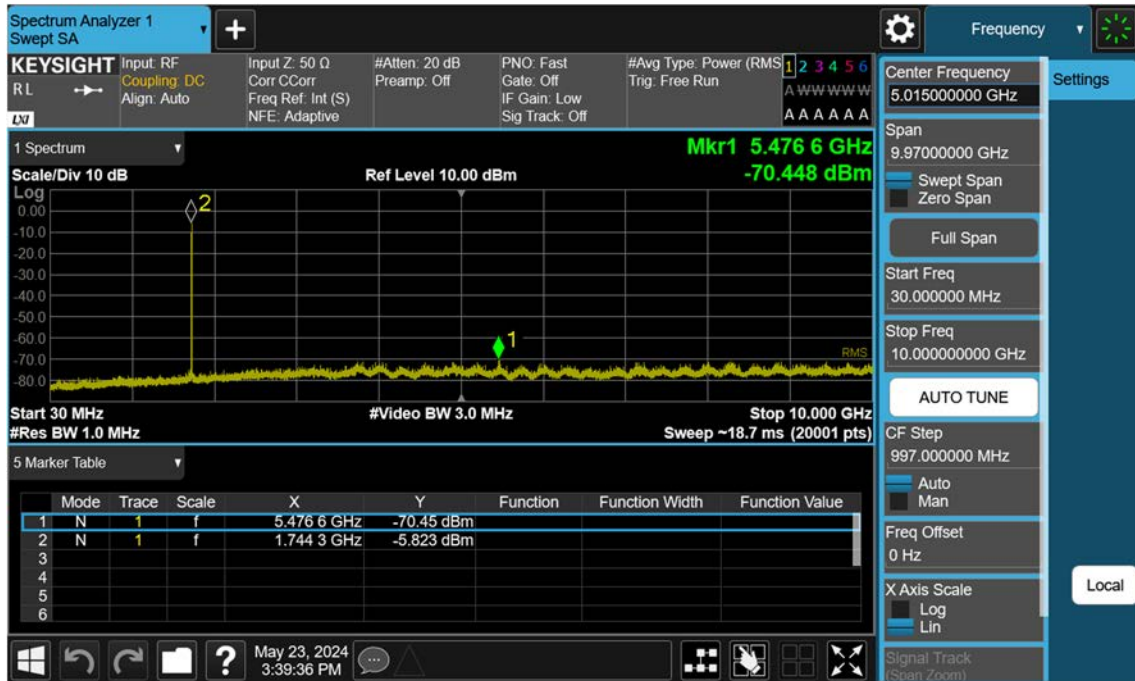 Spectrum Analyzer 1
Swept SA
Frequency
KEYSIGHT
RL
LXI
Input: RF
Coupling: DC
Align: Auto
Input Z: 50 Ω
Corr CCorr
Freq Ref: Int (S)
NFE: Adaptive
#Atten: 20 dB
Preamp: Off
PNO: Fast
Gate: Off
IF Gain: Low
Sig Track: Off
#Avg Type: Power (RMS
Trig: Free Run
1 2 3 4 5 6
A W W W W W
A A A A A A
1 Spectrum
Scale/Div 10 dB
Ref Level 10.00 dBm
Mkr1 5.476 6 GHz
-70.448 dBm
Log
0.00
-10.0
-20.0
-30.0
-40.0
-50.0
-60.0
-70.0
-80.0
2
1
RMS
Start 30 MHz
#Video BW 3.0 MHz
Stop 10.000 GHz
#Res BW 1.0 MHz
Sweep ~18.7 ms (20001 pts)
5 Marker Table
Mode Trace Scale X Y Function Function Width Function Value
1 N 1 f 5.476 6 GHz -70.45 dBm
2 N 1 f 1.744 3 GHz -5.823 dBm
3
4
5
6
May 23, 2024
3:39:36 PM
Center Frequency
5.015000000 GHz
Settings
Span
9.97000000 GHz
Swept Span
Zero Span
Full Span
Start Freq
30.000000 MHz
Stop Freq
10.000000000 GHz
AUTO TUNE
CF Step
997.000000 MHz
Auto
Man
Freq Offset
0 Hz
X Axis Scale
Log
Lin
Local
Signal Track
(Span Zoom)